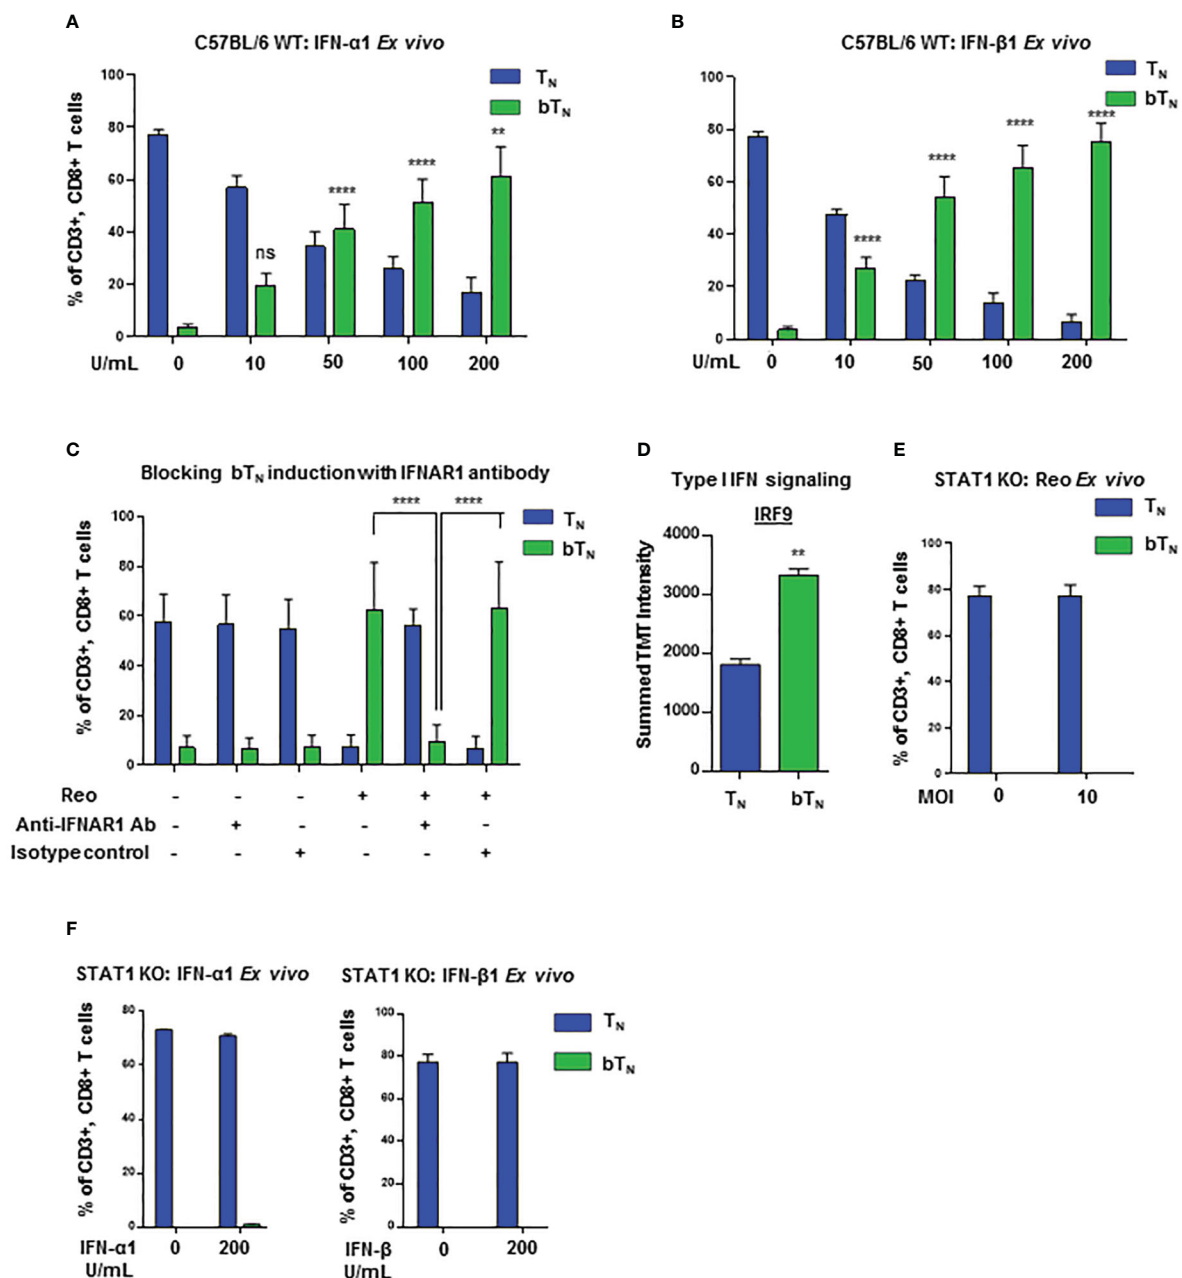 A
C57BL/6 WT: IFN-α1 Ex vivo
% of CD3+, CD8+ T cells
100
80
60
40
20
0
TN
bTN
ns
****
****
**
U/mL 0 10 50 100 200
B
C57BL/6 WT: IFN-β1 Ex vivo
100
80
60
40
20
0
TN
bTN
****
****
****
****
U/mL 0 10 50 100 200
C
Blocking bTN induction with IFNAR1 antibody
% of CD3+, CD8+ T cells
100
80
60
40
20
0
**** ****
TN
bTN
Reo - - - + + +
Anti-IFNAR1 Ab - + - - + -
Isotype control - - + - - +
D
Type I IFN signaling
IRF9
Summed TMT Intensity
4000
3000
2000
1000
0
**
TN bTN
E
STAT1 KO: Reo Ex vivo
% of CD3+, CD8+ T cells
100
80
60
40
20
0
TN
bTN
MOI 0 10
F
STAT1 KO: IFN-α1 Ex vivo
% of CD3+, CD8+ T cells
80
60
40
20
0
IFN-α1 0 200
U/mL
STAT1 KO: IFN-β1 Ex vivo
% of CD3+, CD8+ T cells
100
80
60
40
20
0
TN
bTN
IFN-β 0 200
U/mL